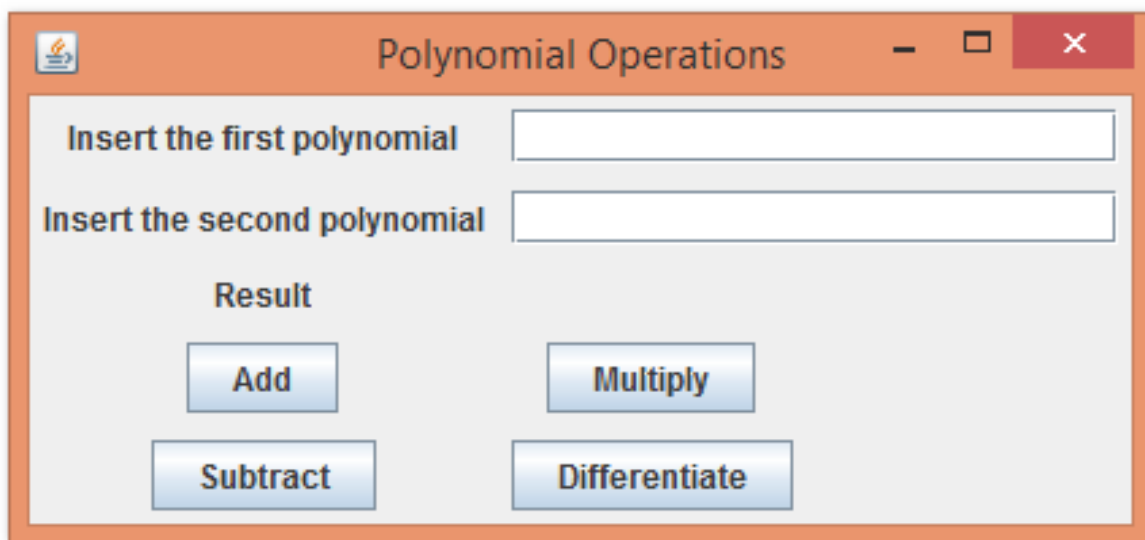 Polynomial Operations
Insert the first polynomial
Insert the second polynomial
Result
Add Multiply
Subtract Differentiate